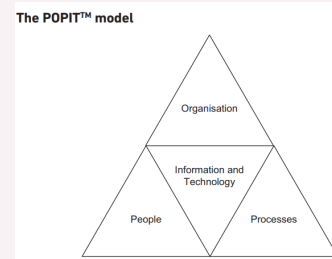 The POPIT™ model
Organisation
Information and
Technology
People
Processes